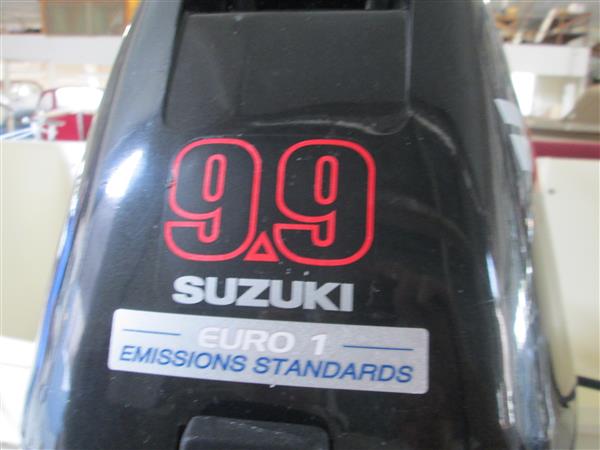 9.9
SUZUKI
EURO 1
EMISSIONS STANDARDS